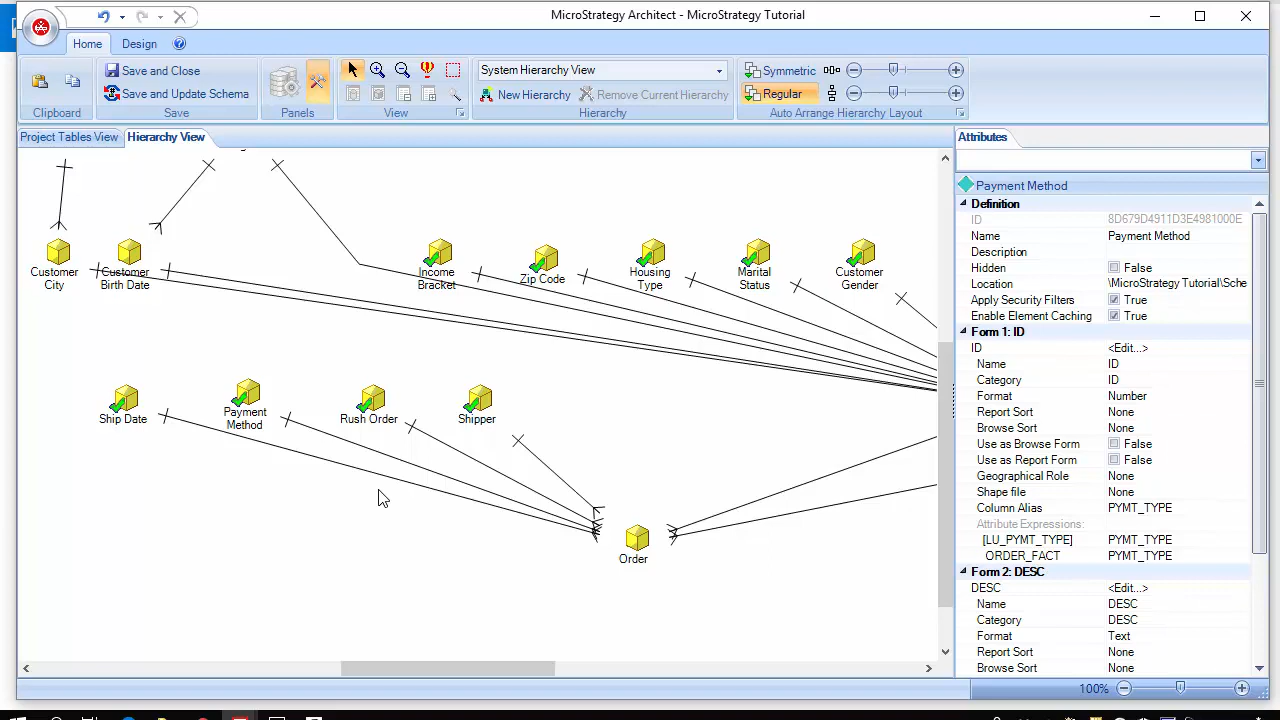 MicroStrategy Architect - MicroStrategy Tutorial
Home
Design
Save and Close
Save and Update Schema
System Hierarchy View
New Hierarchy
Remove Current Hierarchy
Symmetric
Regular
Clipboard
Save
Panels
View
Hierarchy
Auto Arrange Hierarchy Layout
Project Tables View
Hierarchy View
Customer
City
Customer
Birth Date
Income
Bracket
Zip Code
Housing
Type
Marital
Status
Customer
Gender
Ship Date
Payment
Method
Rush Order
Shipper
Order
Attributes
Payment Method
Definition
ID 8D679D4911D3E4981000E
Name Payment Method
Description
Hidden False
Location \MicroStrategy Tutorial\Sche
Apply Security Filters True
Enable Element Caching True
Form 1: ID
ID <Edit...>
Name ID
Category ID
Format Number
Report Sort None
Browse Sort None
Use as Browse Form False
Use as Report Form False
Geographical Role None
Shape file None
Column Alias PYMT_TYPE
Attribute Expressions:
[LU_PYMT_TYPE] PYMT_TYPE
ORDER_FACT PYMT_TYPE
Form 2: DESC
DESC <Edit...>
Name DESC
Category DESC
Format Text
Report Sort None
Browse Sort None
100%